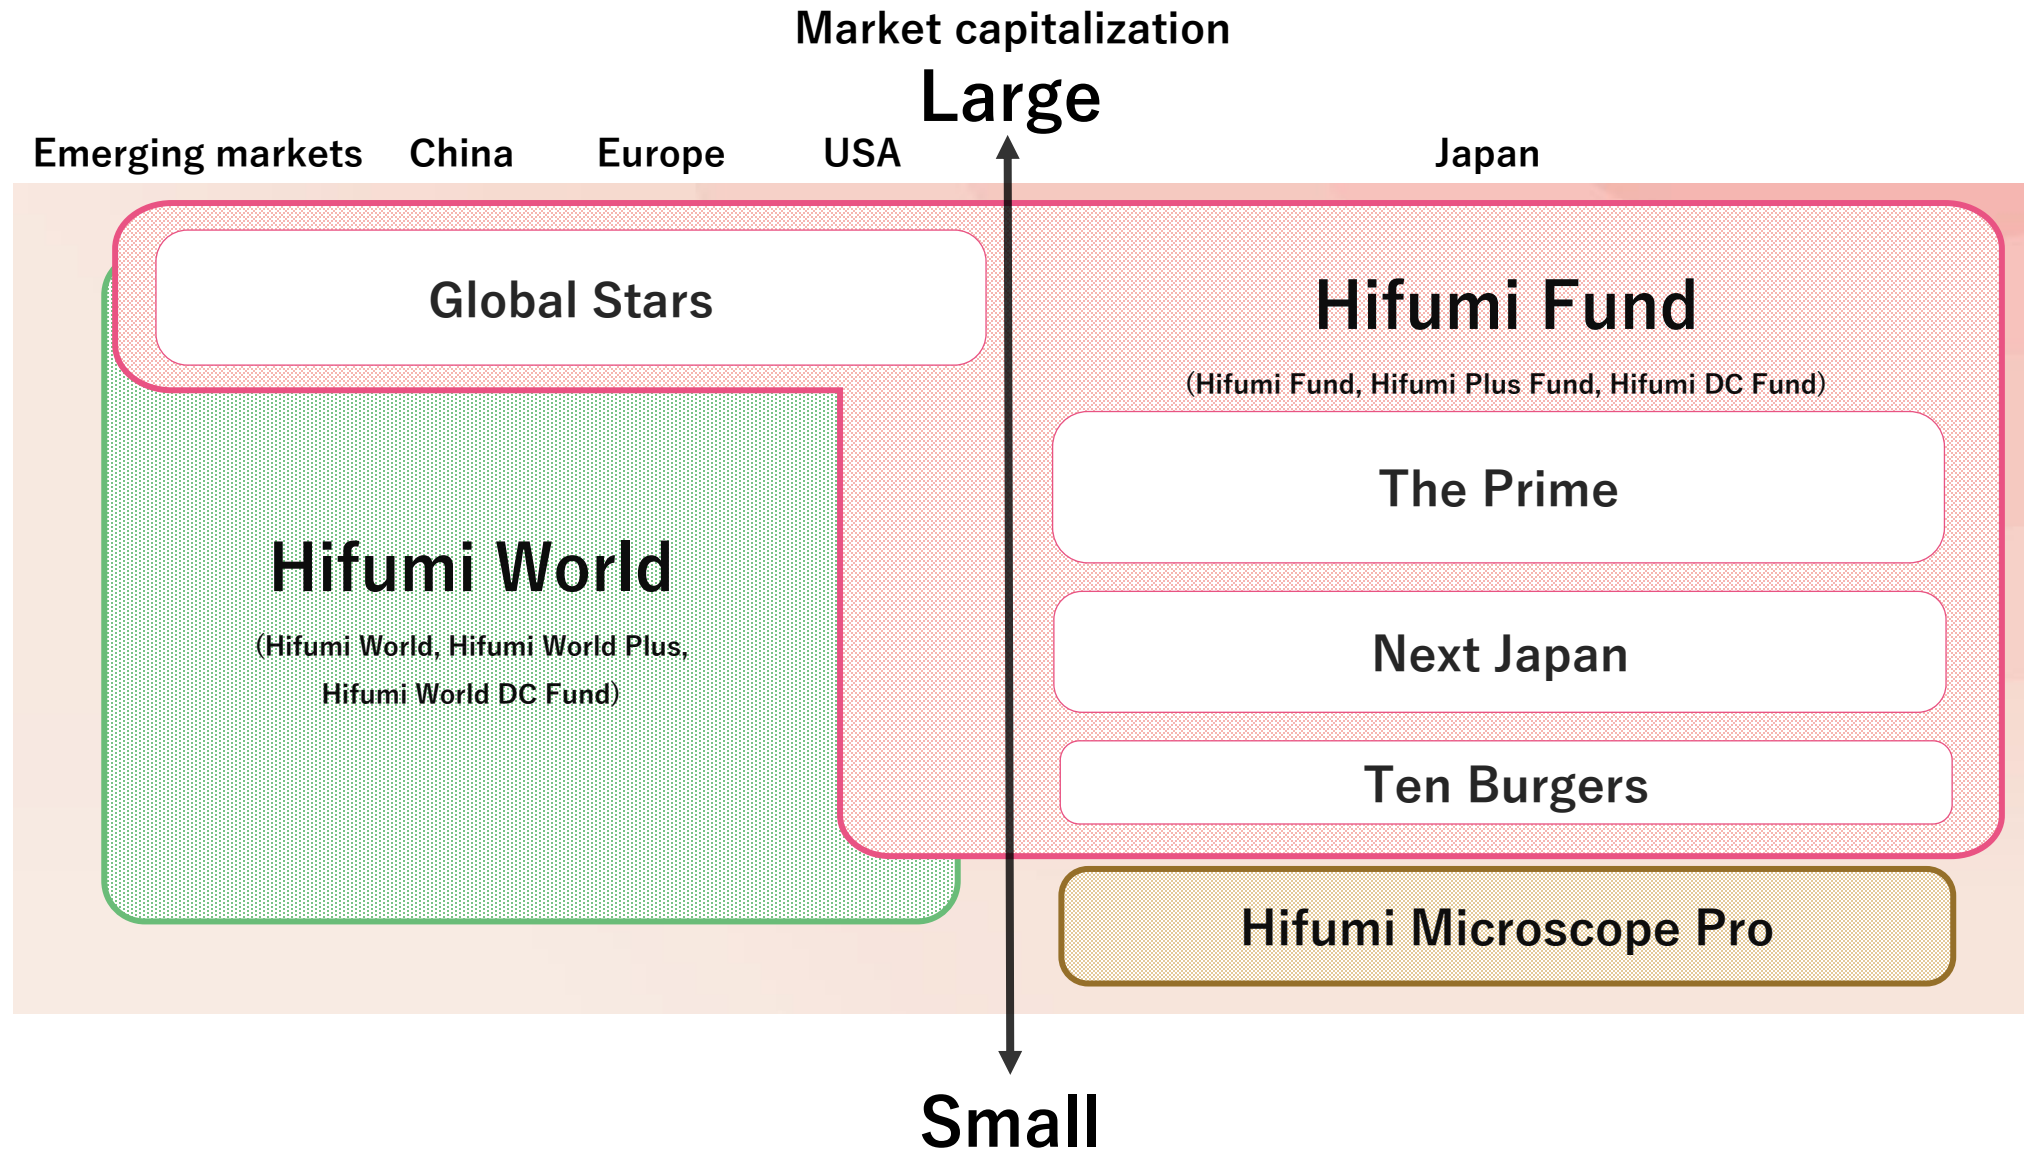 Market capitalization
Large
Emerging markets
China
Europe
USA
Japan
Global Stars
Hifumi Fund
(Hifumi Fund, Hifumi Plus Fund, Hifumi DC Fund)
The Prime
Hifumi World
(Hifumi World, Hifumi World Plus,
Hifumi World DC Fund)
Next Japan
Ten Burgers
Hifumi Microscope Pro
Small